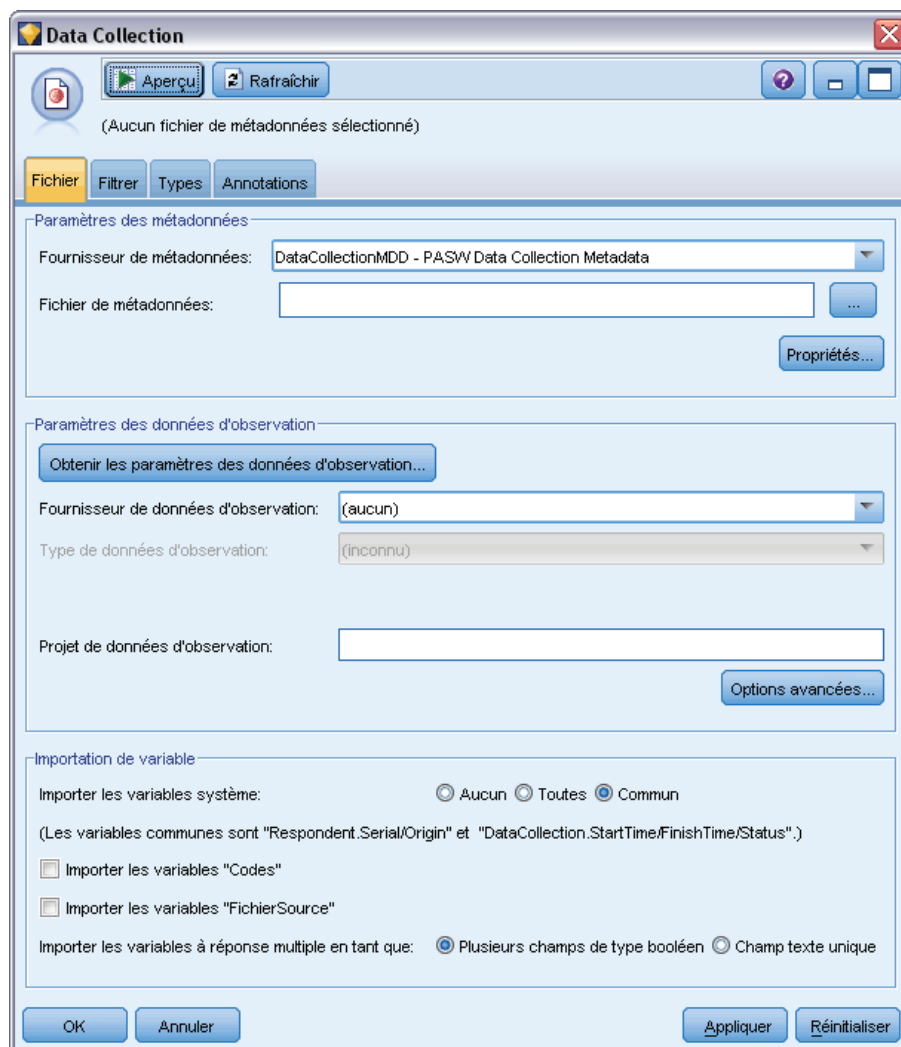 Data Collection
Aperçu Rafraîchir
(Aucun fichier de métadonnées sélectionné)
Fichier Filtrer Types Annotations
Paramètres des métadonnées
Fournisseur de métadonnées: DataCollectionMDD - PASW Data Collection Metadata
Fichier de métadonnées: ...
Propriétés...
Paramètres des données d'observation
Obtenir les paramètres des données d'observation...
Fournisseur de données d'observation: (aucun)
Type de données d'observation: (inconnu)
Projet de données d'observation:
Options avancées...
Importation de variable
Importer les variables système: Aucun Toutes Commun
(Les variables communes sont "Respondent.Serial/Origin" et "DataCollection.StartTime/FinishTime/Status".)
Importer les variables "Codes"
Importer les variables "FichierSource"
Importer les variables à réponse multiple en tant que: Plusieurs champs de type booléen Champ texte unique
OK Annuler Appliquer Réinitialiser